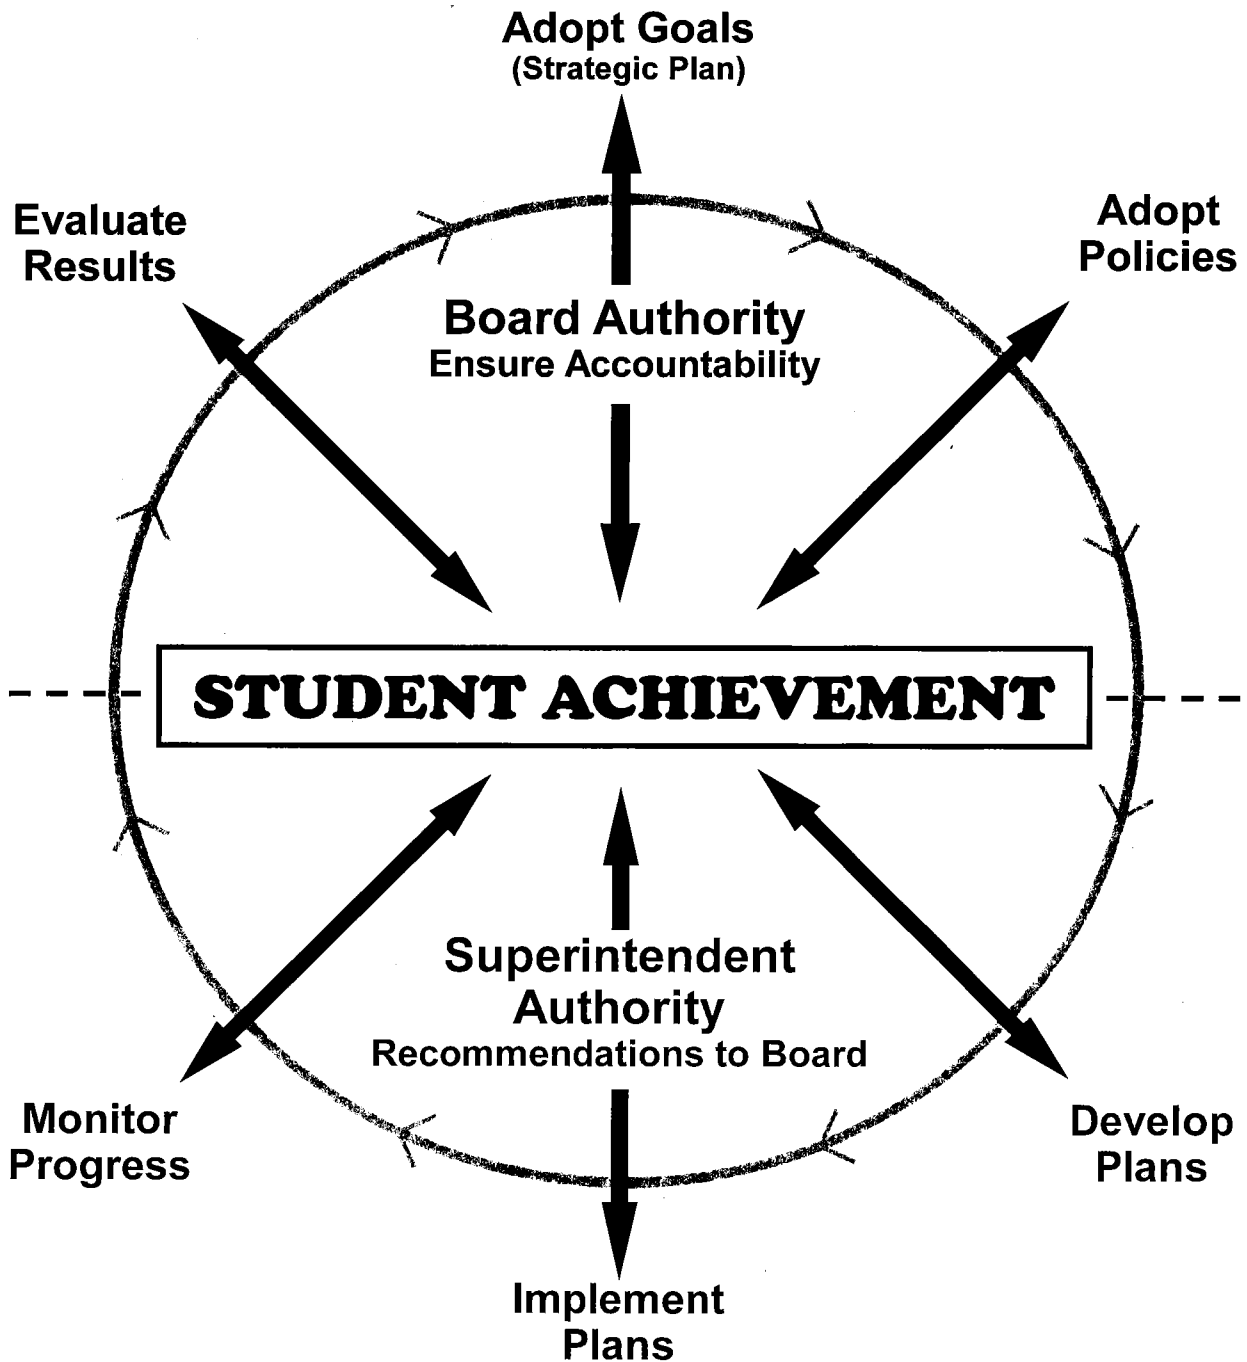 Adopt Goals
(Strategic Plan)
Evaluate
Results
Adopt
Policies
Board Authority
Ensure Accountability
STUDENT ACHIEVEMENT
Superintendent
Authority
Recommendations to Board
Monitor
Progress
Develop
Plans
Implement
Plans